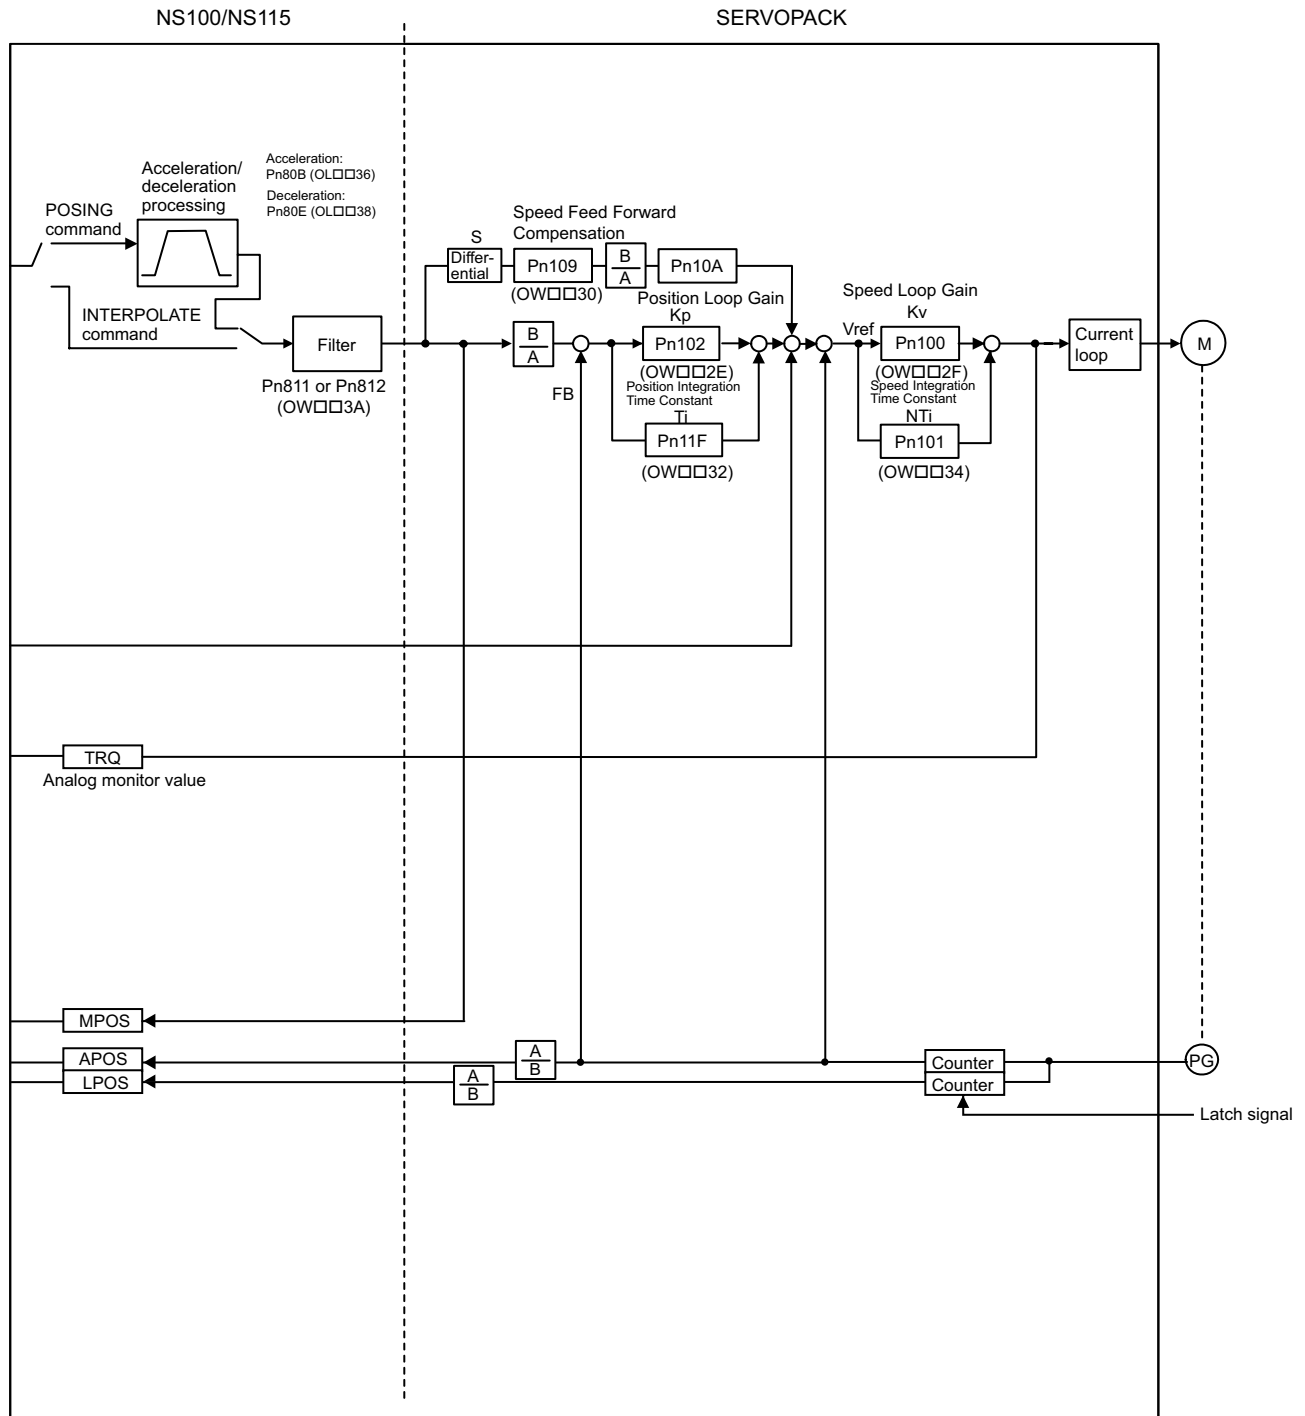 NS100/NS115
SERVOPACK
Acceleration/
deceleration
processing
Acceleration:
Pn80B (OL□□36)
Deceleration:
Pn80E (OL□□38)
POSING
command
INTERPOLATE
command
Filter
Pn811 or Pn812
(OW□□3A)
S
Differ-
ential
Speed Feed Forward
Compensation
Pn109
(OW□□30)
B
A
Pn10A
B
A
FB
Position Loop Gain
Kp
Pn102
(OW□□2E)
Position Integration
Time Constant
Ti
Pn11F
(OW□□32)
Vref
Speed Loop Gain
Kv
Pn100
(OW□□2F)
Speed Integration
Time Constant
NTi
Pn101
(OW□□34)
Current
loop
M
TRQ
Analog monitor value
MPOS
APOS
LPOS
A
B
A
B
Counter
Counter
PG
Latch signal